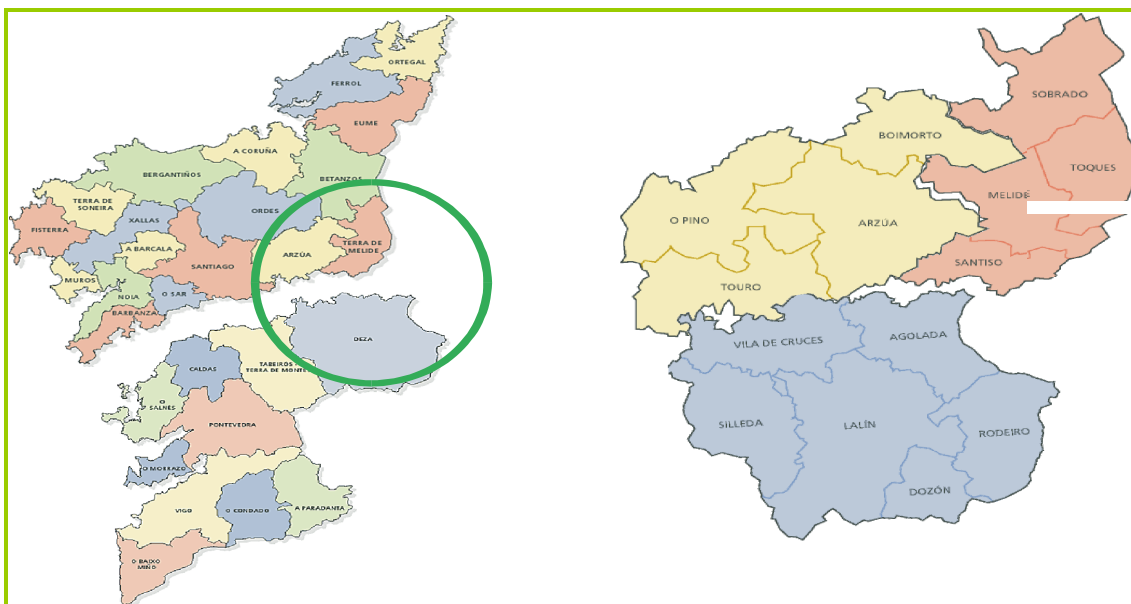 ORTEGAL
FERROL
EUME
A CORUÑA
BERGANTIÑOS
BETANZOS
TERRA DE
SONEIRA
XALLAS
ORDES
FISTERRA
A BARCALA
SANTIAGO
ARZÚA
TERRA DE
MELIDE
MUROS
NOIA
O SAR
BARBANZA
DEZA
CALDAS
TABEIROS
TERRA DE MONTES
O
SALNÉS
PONTEVEDRA
O MORRAZO
VIGO
O CONDADO
A PARADANTA
O BAIXO
MIÑO
SOBRADO
BOIMORTO
TOQUES
MELIDE
O PINO
ARZÚA
SANTISO
TOURO
VILA DE CRUCES
AGOLADA
SILLEDA
LALÍN
RODEIRO
DOZÓN